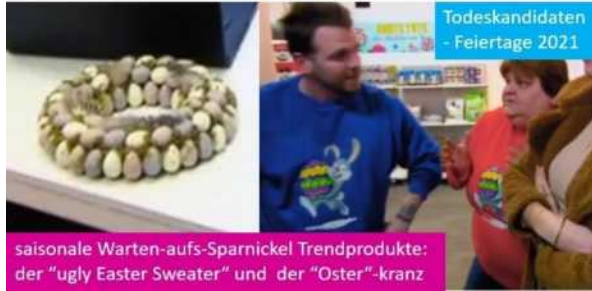 Todeskandidaten
- Feiertage 2021
saisonale Warten-aufs-Sparnickel Trendprodukte:
der "ugly Easter Sweater" und der "Oster"-kranz